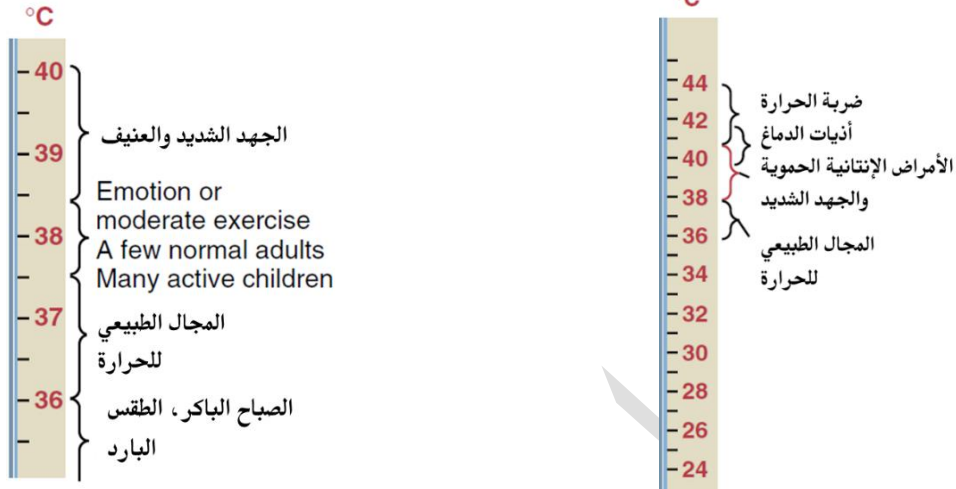 °C
40
39
38
37
36
الجهد الشديد والعنيف
Emotion or
moderate exercise
A few normal adults
Many active children
المجال الطبيعي
للحرارة
الصباح الباكر، الطقس
البارد
C
44
42
40
38
36
34
32
30
28
26
24
ضربة الحرارة
أذيات الدماغ
الأمراض الإنتانية الحموية
والجهد الشديد
المجال الطبيعي
للحرارة